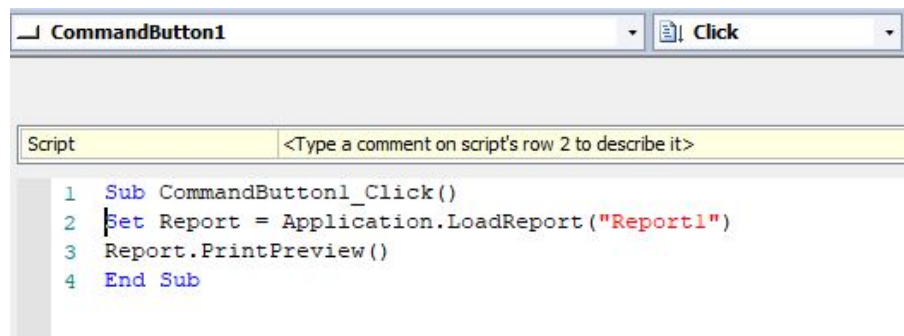 CommandButton1 Click
Script <Type a comment on script's row 2 to describe it>
1 Sub CommandButton1_Click()
2 Set Report = Application.LoadReport("Report1")
3 Report.PrintPreview()
4 End Sub